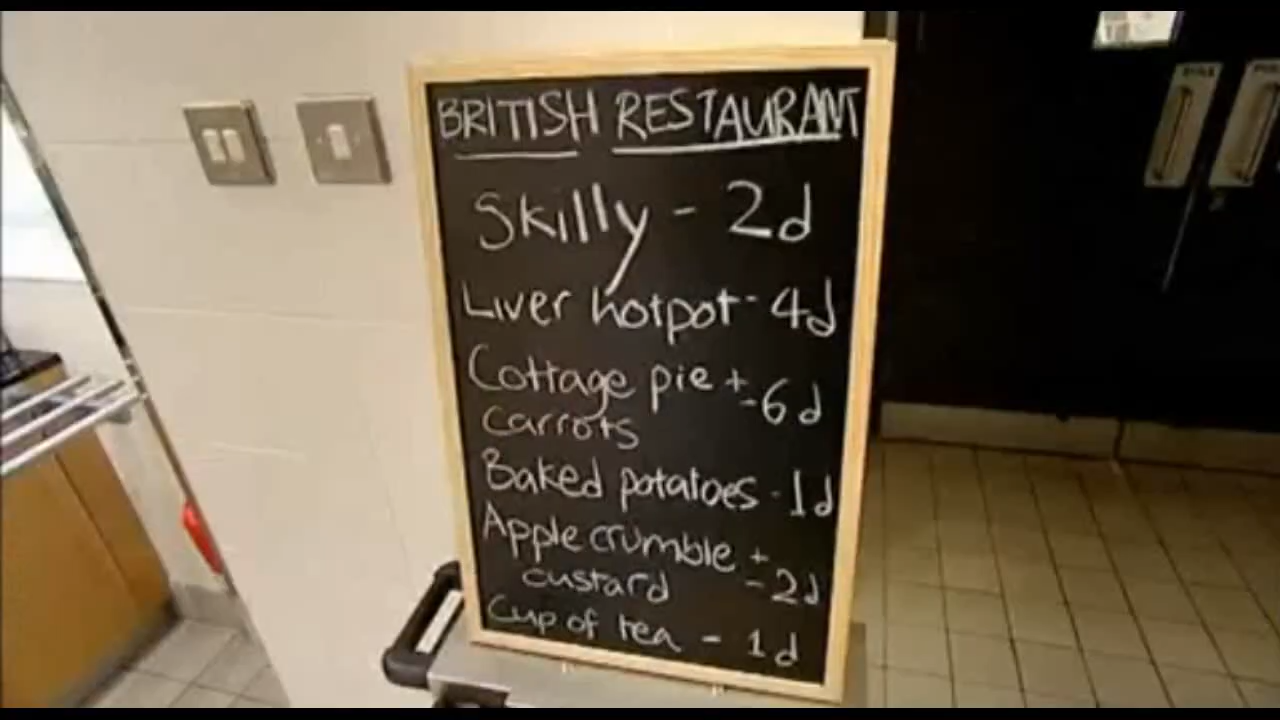 BRITISH RESTAURANT
Skilly - 2d
Liver hotpot - 4d
Cottage pie + - 6d
carrots
Baked potatoes - 1d
Apple crumble + - 2d
custard
Cup of tea - 1d